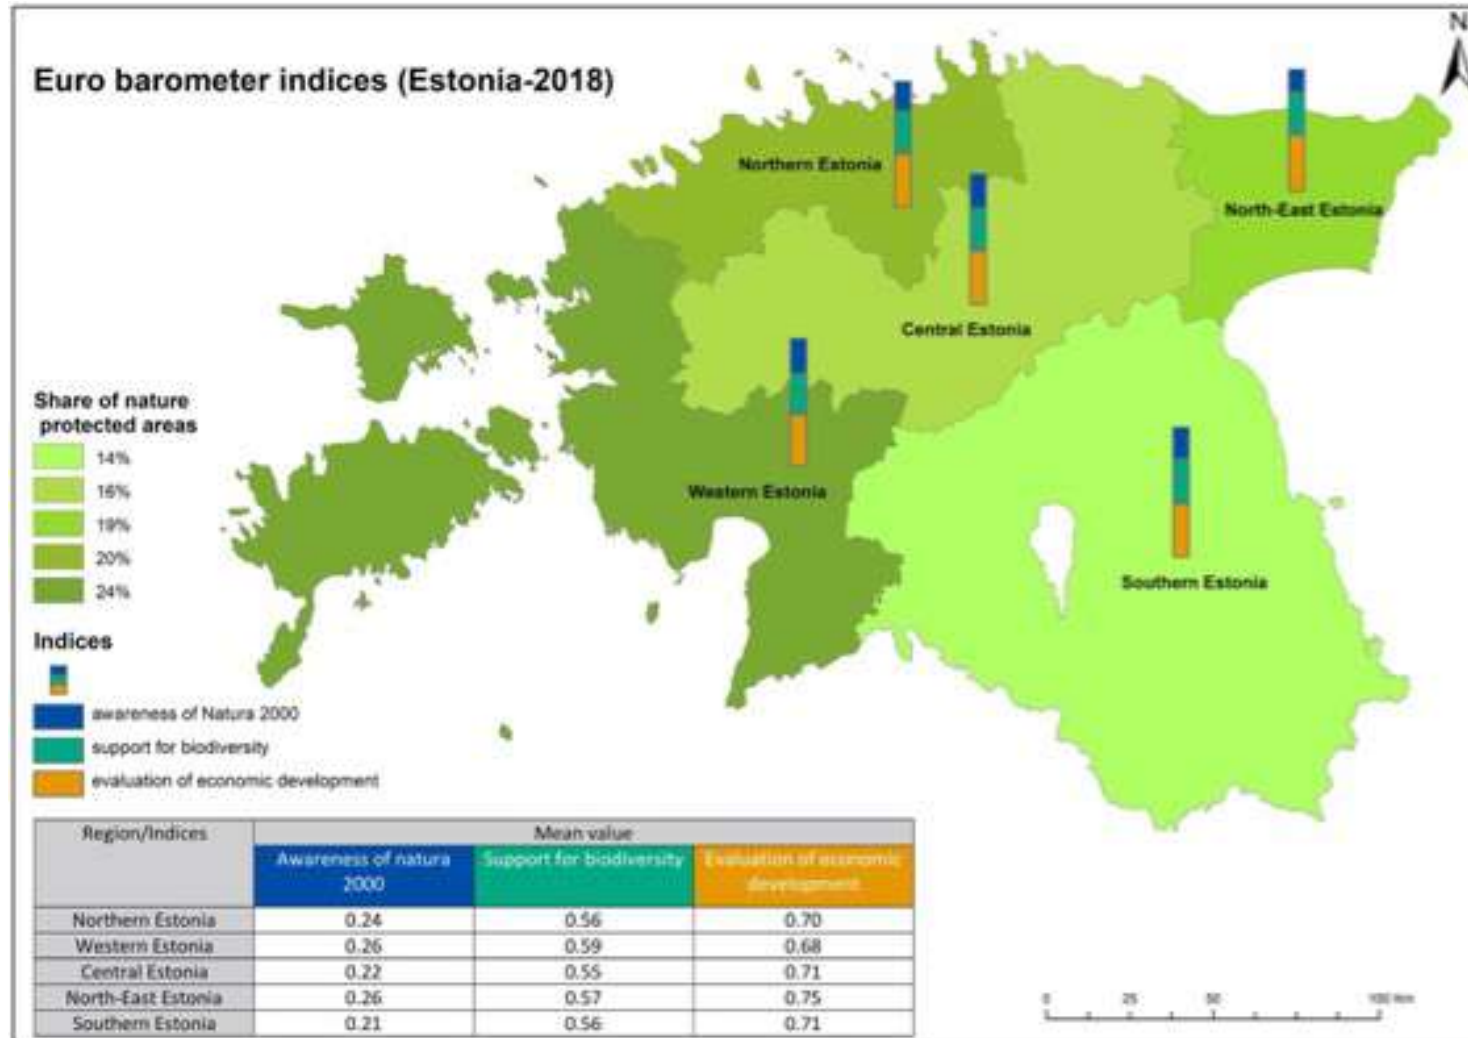 N
Euro barometer indices (Estonia-2018)
Northern Estonia
North-East Estonia
Central Estonia
Western Estonia
Southern Estonia
Share of nature
protected areas
14%
16%
19%
20%
24%
Indices
awareness of Natura 2000
support for biodiversity
evaluation of economic development
Region/Indices Mean value
Awareness of natura 2000 Support for biodiversity Evaluation of economic development
Northern Estonia 0.24 0.56 0.70
Western Estonia 0.26 0.59 0.68
Central Estonia 0.22 0.55 0.71
North-East Estonia 0.26 0.57 0.75
Southern Estonia 0.21 0.56 0.71
0 25 50 100 km